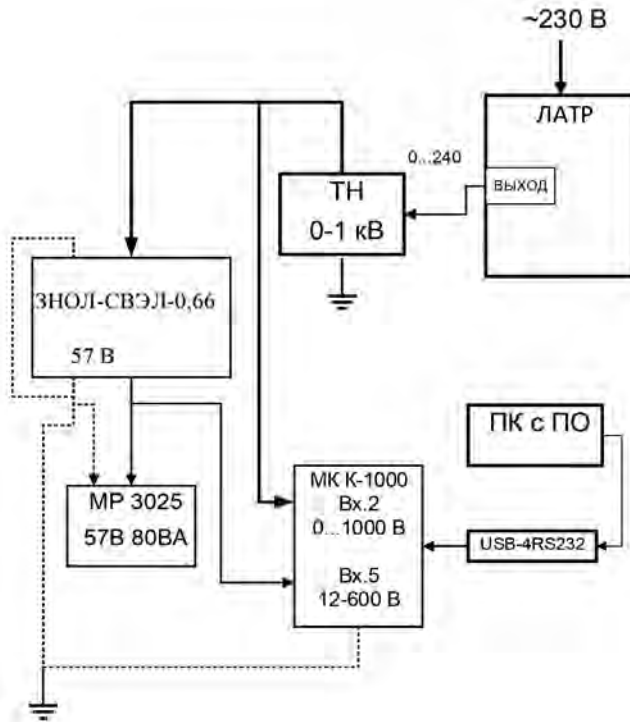 ~230 В
ЛАТР
0...240
ВЫХОД
ТН
0-1 кВ
ЗНОЛ-СВЭЛ-0,66
57 В
ПК с ПО
МК К-1000
Вх.2
0...1000 В
МР 3025
57В 80ВА
USB-4RS232
Вх.5
12-600 В